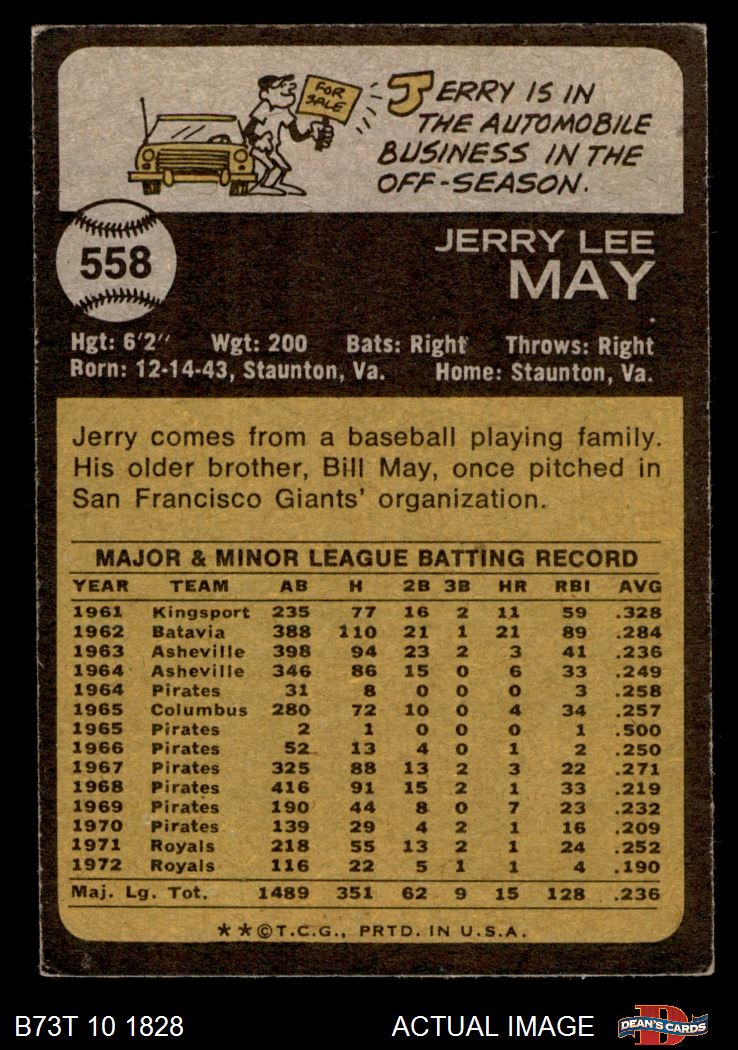 FOR
SALE
JERRY IS IN
THE AUTOMOBILE
BUSINESS IN THE
OFF-SEASON.
558
JERRY LEE
MAY
Hgt: 6'2" Wgt: 200 Bats: Right Throws: Right
Born: 12-14-43, Staunton, Va. Home: Staunton, Va.
Jerry comes from a baseball playing family.
His older brother, Bill May, once pitched in
San Francisco Giants' organization.
MAJOR & MINOR LEAGUE BATTING RECORD
YEAR TEAM AB H 2B 3B HR RBI AVG
1961 Kingsport 235 77 16 2 11 59 .328
1962 Batavia 388 110 21 1 21 89 .284
1963 Asheville 398 94 23 2 3 41 .236
1964 Asheville 346 86 15 0 6 33 .249
1964 Pirates 31 8 0 0 0 3 .258
1965 Columbus 280 72 10 0 4 34 .257
1965 Pirates 2 1 0 0 0 1 .500
1966 Pirates 52 13 4 0 1 2 .250
1967 Pirates 325 88 13 2 3 22 .271
1968 Pirates 416 91 15 2 1 33 .219
1969 Pirates 190 44 8 0 7 23 .232
1970 Pirates 139 29 4 2 1 16 .209
1971 Royals 218 55 13 2 1 24 .252
1972 Royals 116 22 5 1 1 4 .190
Maj. Lg. Tot. 1489 351 62 9 15 128 .236
**©T.C.G., PRTD. IN U.S.A.
B73T 10 1828 ACTUAL IMAGE D DEAN'S CARDS